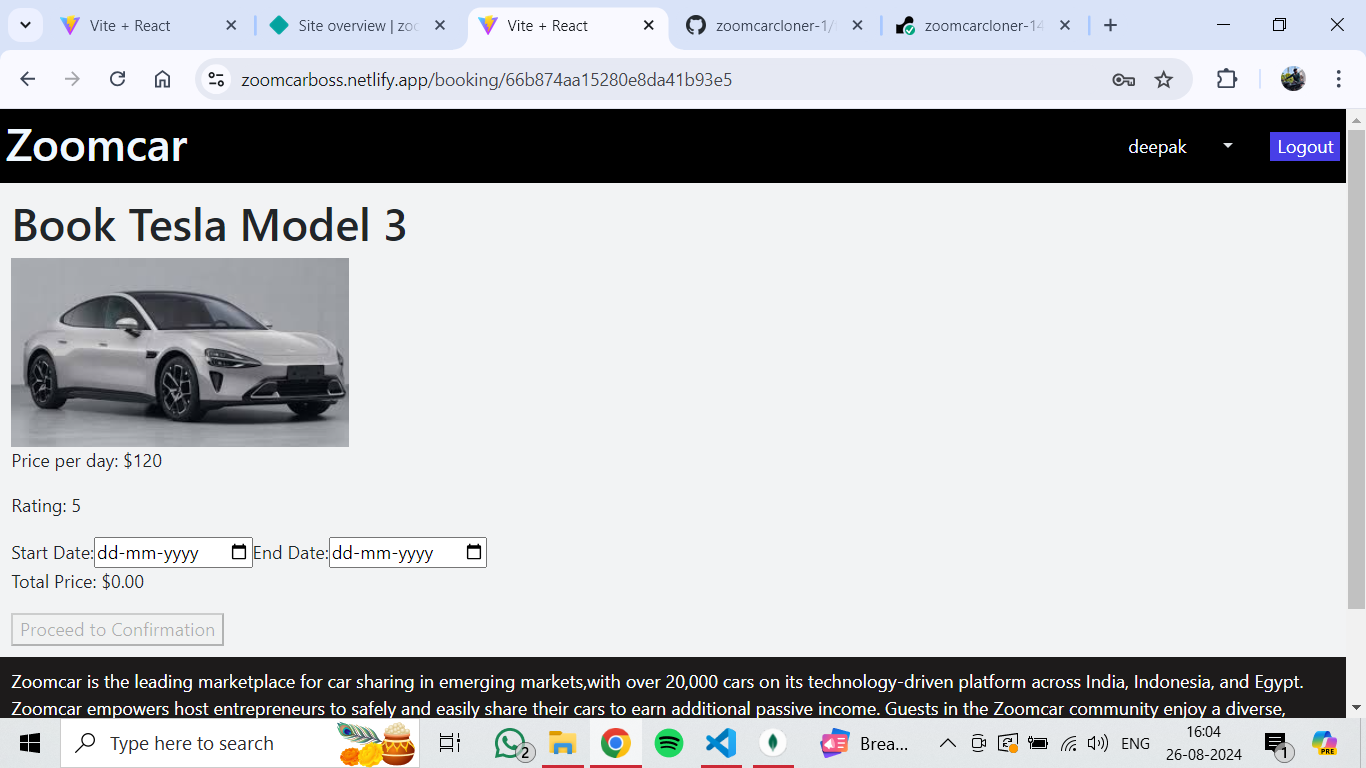 Vite + React
Site overview | zoo
Vite + React
zoomcarcloner-1/
zoomcarcloner-14
zoomcarboss.netlify.app/booking/66b874aa15280e8da41b93e5
Zoomcar
deepak
Logout
Book Tesla Model 3
Price per day: $120
Rating: 5
Start Date: dd-mm-yyyy End Date: dd-mm-yyyy
Total Price: $0.00
Proceed to Confirmation
Zoomcar is the leading marketplace for car sharing in emerging markets,with over 20,000 cars on its technology-driven platform across India, Indonesia, and Egypt.
Zoomcar empowers host entrepreneurs to safely and easily share their cars to earn additional passive income. Guests in the Zoomcar community enjoy a diverse,
Type here to search
2
Brea...
ENG
16:04
26-08-2024
1
PRE